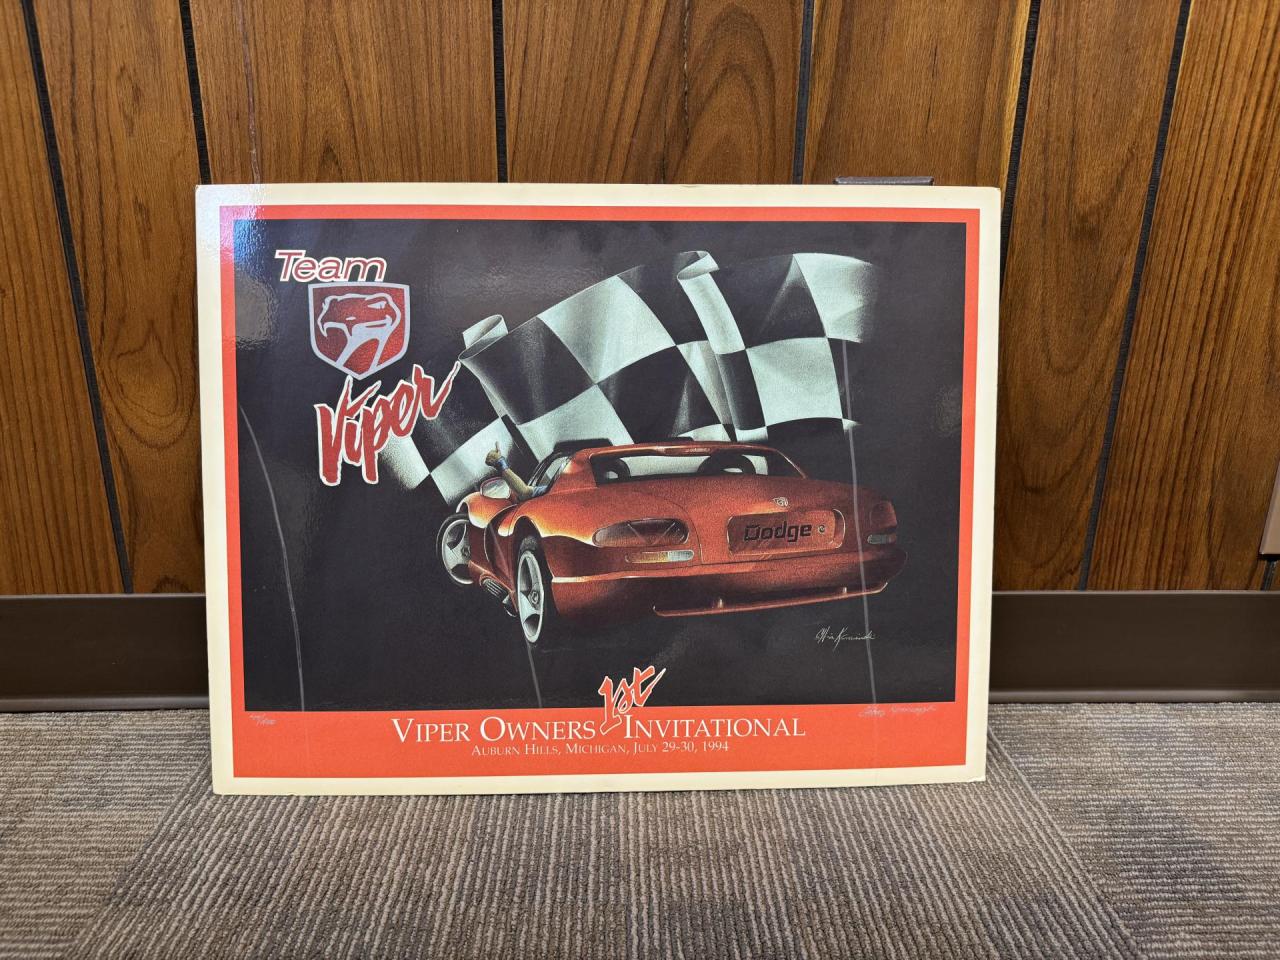 Team
Viper
Dodge
1st
VIPER OWNERS INVITATIONAL
AUBURN HILLS, MICHIGAN, JULY 29-30, 1994